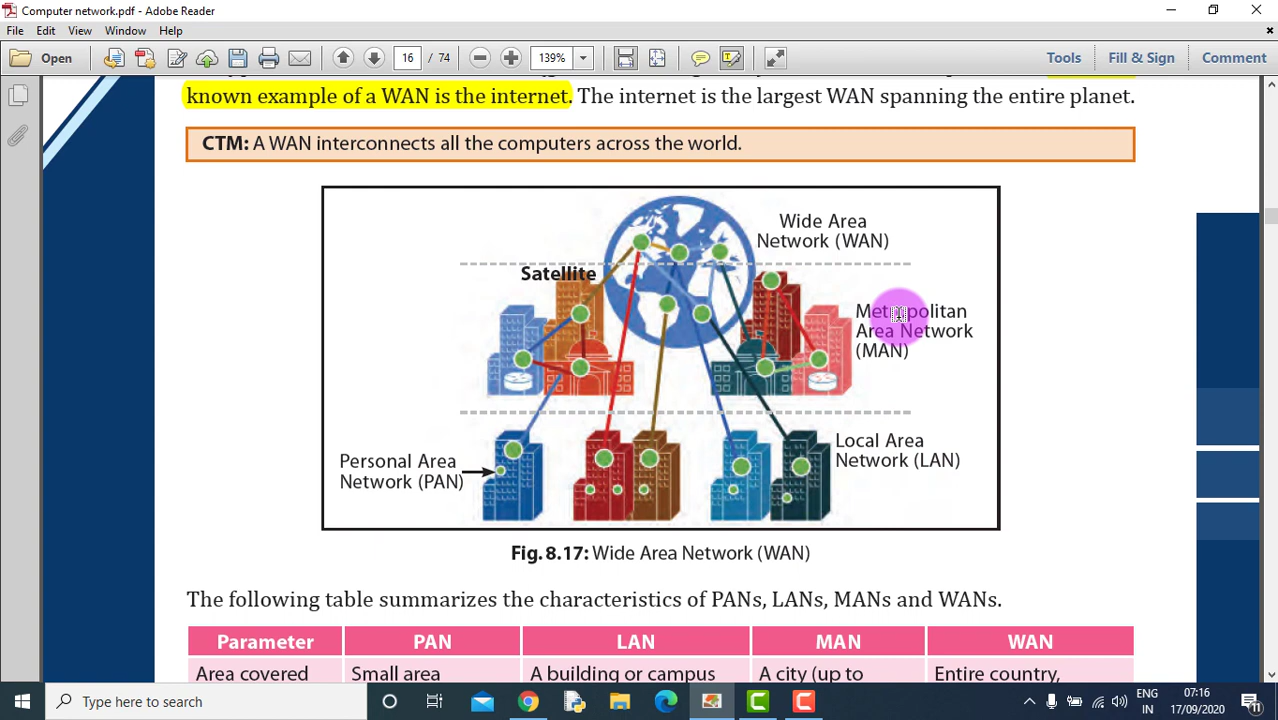 Computer network.pdf - Adobe Reader
File Edit View Window Help
Open 16 / 74 139% Tools Fill & Sign Comment
known example of a WAN is the internet. The internet is the largest WAN spanning the entire planet.
CTM: A WAN interconnects all the computers across the world.
Wide Area
Network (WAN)
Satellite
Metropolitan
Area Network
(MAN)
Local Area
Network (LAN)
Personal Area
Network (PAN)
Fig. 8.17: Wide Area Network (WAN)
The following table summarizes the characteristics of PANs, LANs, MANs and WANs.
Parameter PAN LAN MAN WAN
Area covered Small area A building or campus A city (up to Entire country,
Type here to search
ENG 07:16
IN 17/09/2020 11